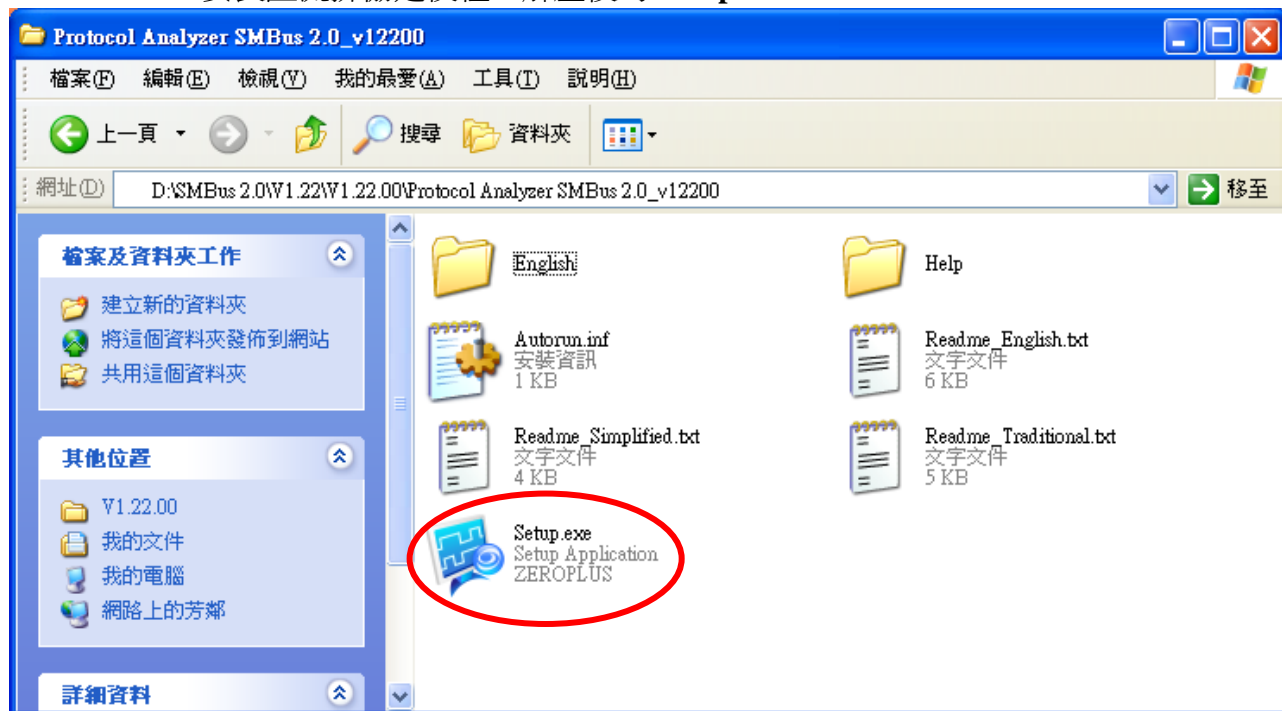 Protocol Analyzer SMBus 2.0_v12200
檔案(F) 編輯(E) 檢視(V) 我的最愛(A) 工具(T) 說明(H)
上一頁 搜尋 資料夾
網址(D) D:\SMBus 2.0\V1.22\V1.22.00\Protocol Analyzer SMBus 2.0_v12200 移至
檔案及資料夾工作
建立新的資料夾
將這個資料夾發佈到網站
共用這個資料夾
其他位置
V1.22.00
我的文件
我的電腦
網路上的芳鄰
詳細資料
English
Help
Autorun.inf
安裝資訊
1 KB
Readme_English.txt
文字文件
6 KB
Readme_Simplified.txt
文字文件
4 KB
Readme_Traditional.txt
文字文件
5 KB
Setup.exe
Setup Application
ZEROPLUS